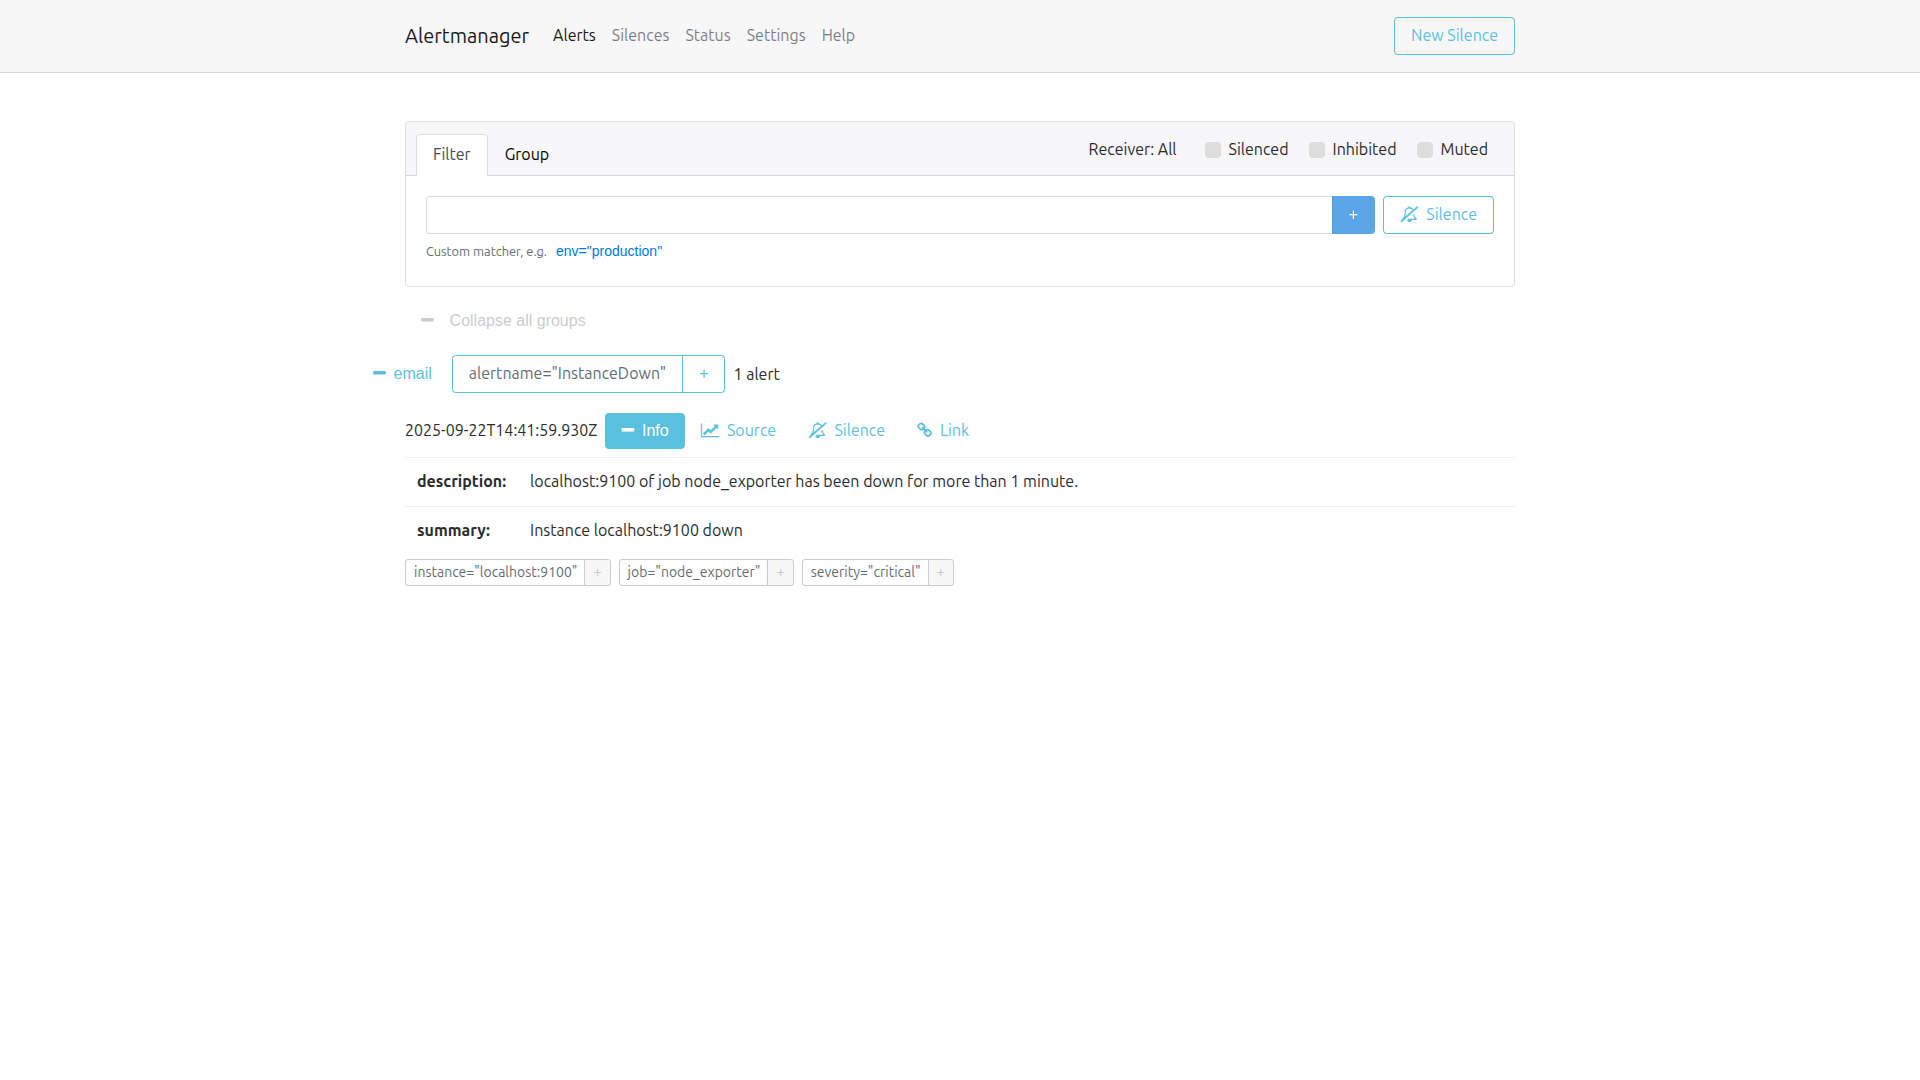 Alertmanager Alerts Silences Status Settings Help New Silence
Filter Group Receiver: All Silenced Inhibited Muted
+ Silence
Custom matcher, e.g. env="production"
Collapse all groups
email alertname="InstanceDown" + 1 alert
2025-09-22T14:41:59.930Z Info Source Silence Link
description: localhost:9100 of job node_exporter has been down for more than 1 minute.
summary: Instance localhost:9100 down
instance="localhost:9100" + job="node_exporter" + severity="critical" +